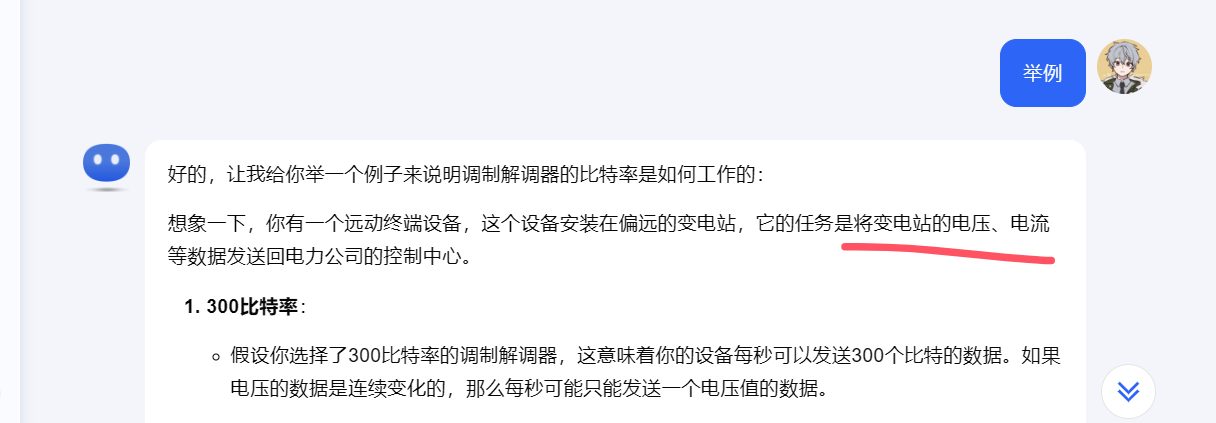 举例
好的，让我给你举一个例子来说明调制解调器的比特率是如何工作的：
想象一下，你有一个远动终端设备，这个设备安装在偏远的变电站，它的任务是将变电站的电压、电流
等数据发送回电力公司的控制中心。
1. 300比特率：
假设你选择了300比特率的调制解调器，这意味着你的设备每秒可以发送300个比特的数据。如果
电压的数据是连续变化的，那么每秒可能只能发送一个电压值的数据。